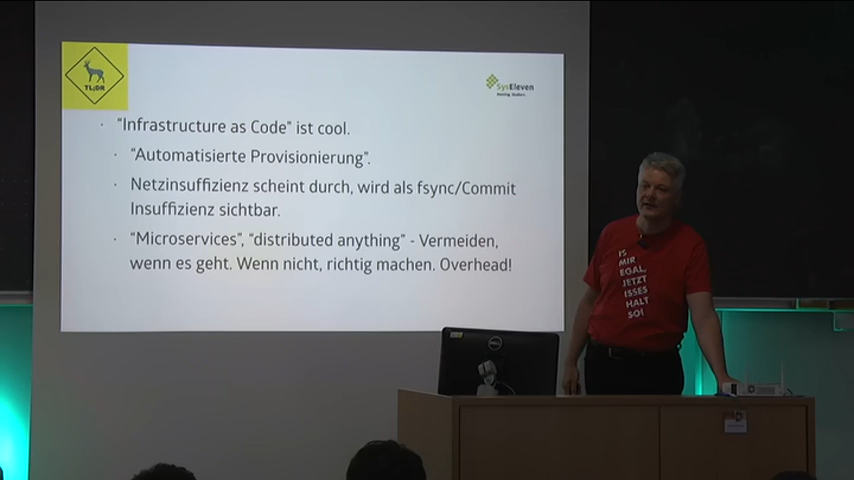 TL;DR
SysEleven
· "Infrastructure as Code" ist cool.
· "Automatisierte Provisionierung".
· Netzinsuffizienz scheint durch, wird als fsync/Commit
Insuffizienz sichtbar.
· "Microservices", "distributed anything" - Vermeiden,
wenn es geht. Wenn nicht, richtig machen. Overhead!
IS
MIR
EGAL,
JETZT
ISSES
HALT
SO!
DELL